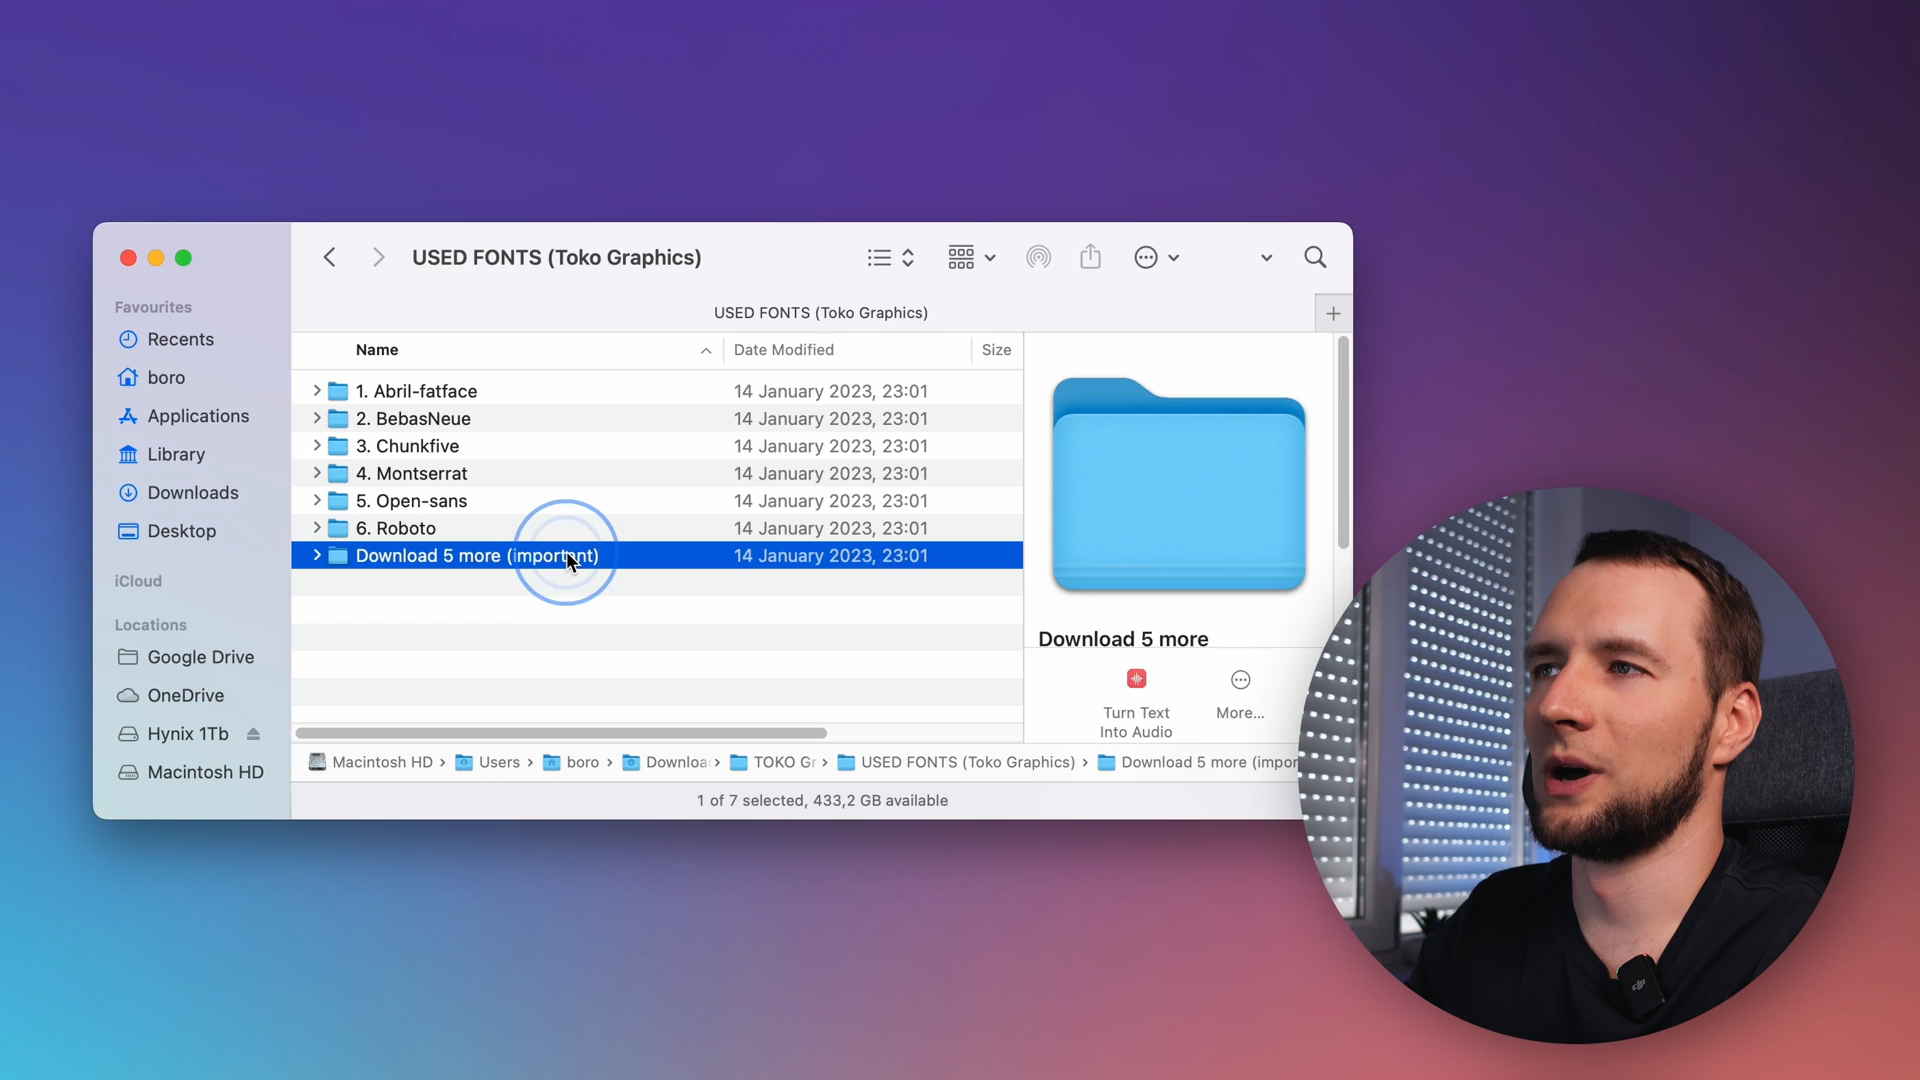 USED FONTS (Toko Graphics)
USED FONTS (Toko Graphics)
Favourites
Recents
boro
Applications
Library
Downloads
Desktop
iCloud
Locations
Google Drive
OneDrive
Hynix 1Tb
Macintosh HD
Name Date Modified Size
1. Abril-fatface 14 January 2023, 23:01
2. BebasNeue 14 January 2023, 23:01
3. Chunkfive 14 January 2023, 23:01
4. Montserrat 14 January 2023, 23:01
5. Open-sans 14 January 2023, 23:01
6. Roboto 14 January 2023, 23:01
Download 5 more (important) 14 January 2023, 23:01
Download 5 more
Turn Text
Into Audio
More...
Macintosh HD › Users › boro › Downloa › TOKO Gr › USED FONTS (Toko Graphics) › Download 5 more (impor
1 of 7 selected, 433,2 GB available
dji